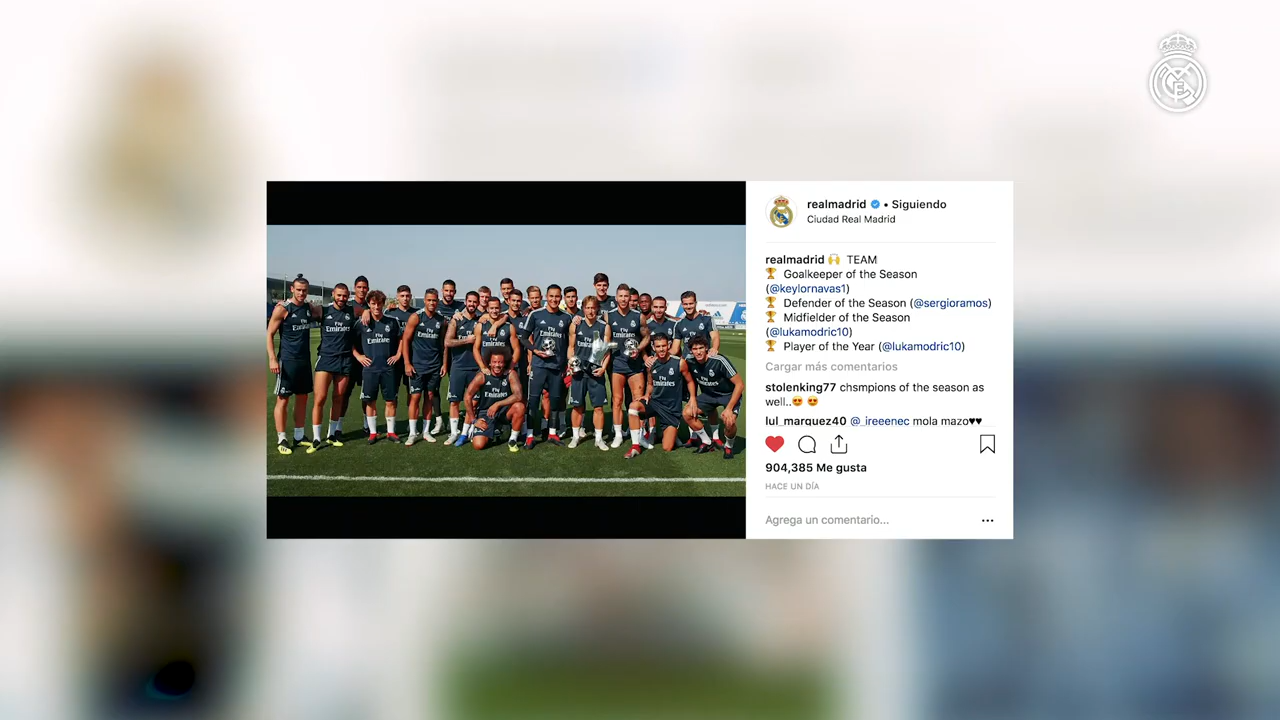 realmadrid • Siguiendo
Ciudad Real Madrid
realmadrid 🙌 TEAM
🏆 Goalkeeper of the Season
(@keylornavas1)
🏆 Defender of the Season (@sergioramos)
🏆 Midfielder of the Season
(@lukamodric10)
🏆 Player of the Year (@lukamodric10)
Cargar más comentarios
stolenking77 chsmpions of the season as
well..😍 😍
lul_marquez40 @_ireeenec mola mazo♥♥
904,385 Me gusta
HACE UN DÍA
Agrega un comentario...
Fly
Emirates